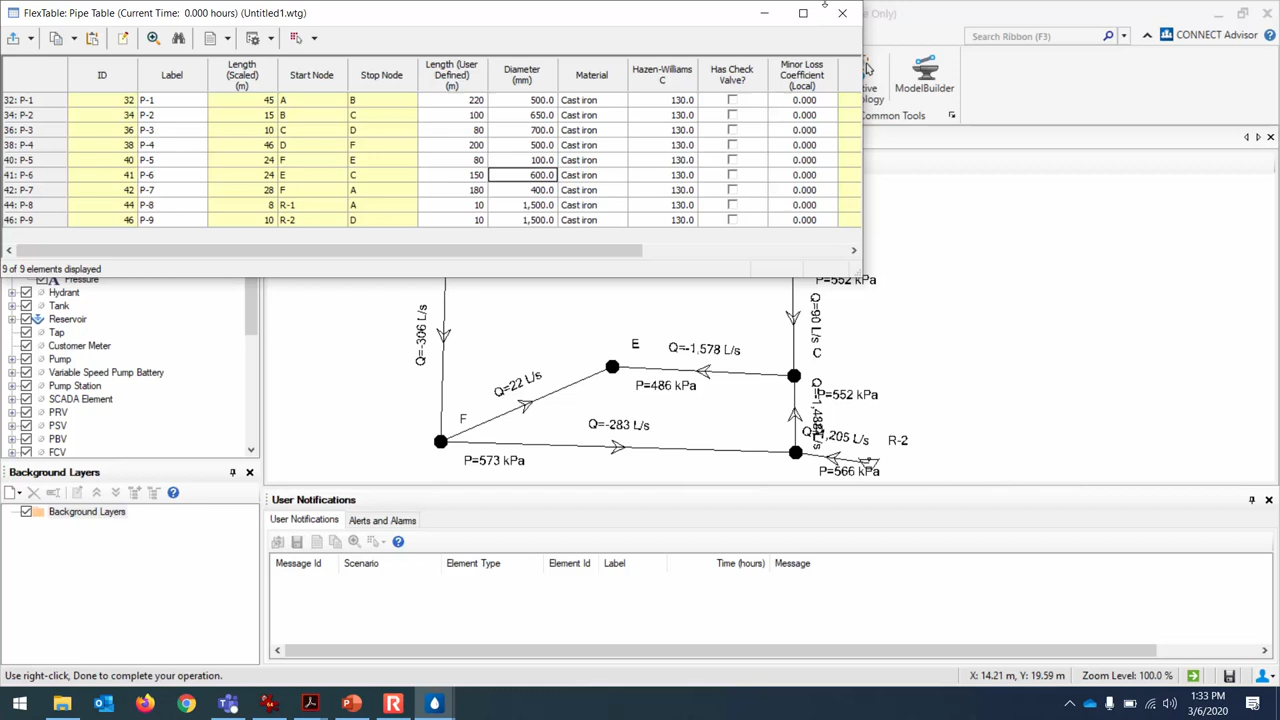 FlexTable: Pipe Table (Current Time: 0.000 hours) (Untitled1.wtg)
e Only)
Search Ribbon (F3)
CONNECT Advisor
ModelBuilder
Common Tools
ID Label Length (Scaled) (m) Start Node Stop Node Length (User Defined) (m) Diameter (mm) Material Hazen-Williams C Has Check Valve? Minor Loss Coefficient (Local)
32: P-1 32 P-1 45 A B 220 500.0 Cast iron 130.0 0.000
34: P-2 34 P-2 15 B C 100 650.0 Cast iron 130.0 0.000
36: P-3 36 P-3 10 C D 80 700.0 Cast iron 130.0 0.000
38: P-4 38 P-4 46 D F 200 500.0 Cast iron 130.0 0.000
40: P-5 40 P-5 24 F E 80 100.0 Cast iron 130.0 0.000
41: P-6 41 P-6 24 E C 150 600.0 Cast iron 130.0 0.000
42: P-7 42 P-7 28 F A 180 400.0 Cast iron 130.0 0.000
44: P-8 44 P-8 8 R-1 A 10 1,500.0 Cast iron 130.0 0.000
46: P-9 46 P-9 10 R-2 D 10 1,500.0 Cast iron 130.0 0.000
9 of 9 elements displayed
Pressure
Hydrant
Tank
Reservoir
Tap
Customer Meter
Pump
Variable Speed Pump Battery
Pump Station
SCADA Element
PRV
PSV
PBV
FCV
P=552 kPa
Q=-306 L/s
Q=90 L/s
E
Q=-1,578 L/s
C
P=486 kPa
Q=22 L/s
P=552 kPa
F
Q=-283 L/s
R-2
P=573 kPa
P=566 kPa
Background Layers
Background Layers
User Notifications
User Notifications Alerts and Alarms
Message Id Scenario Element Type Element Id Label Time (hours) Message
Use right-click, Done to complete your operation.
X: 14.21 m, Y: 19.59 m Zoom Level: 100.0 %
1:33 PM
3/6/2020